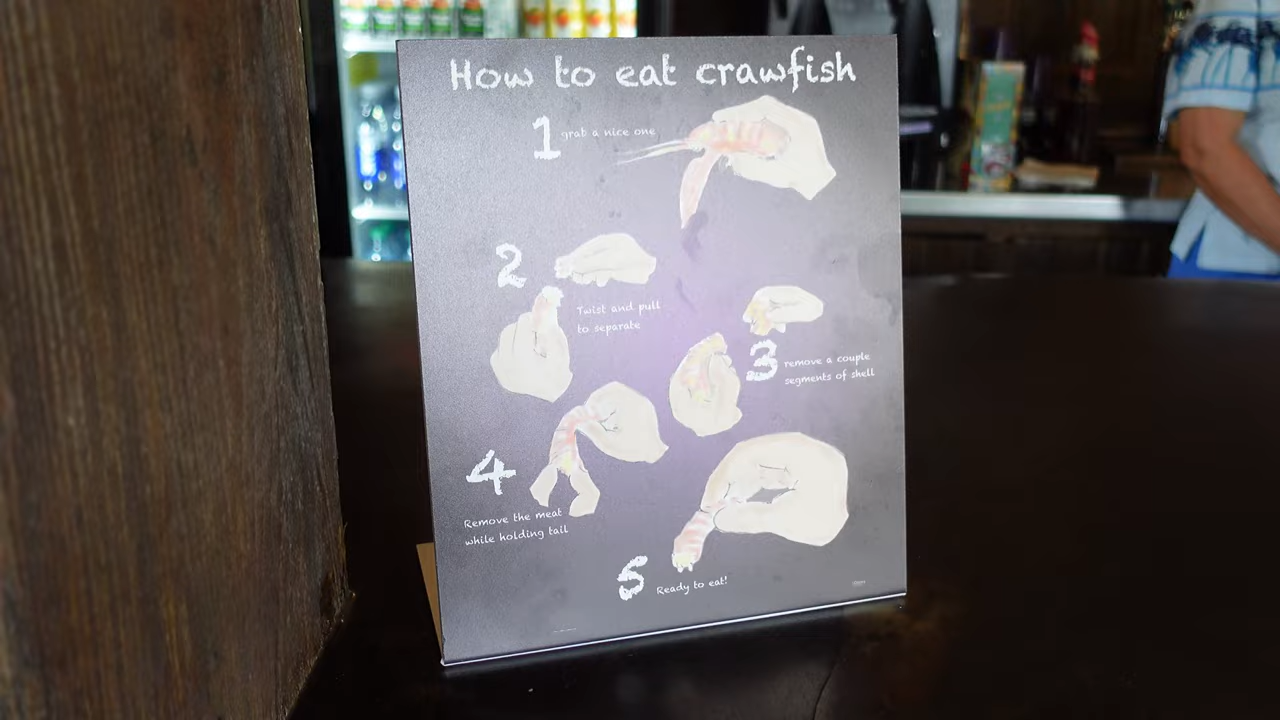 How to eat crawfish
1 grab a nice one
2
Twist and pull
to separate
3 remove a couple
segments of shell
4
Remove the meat
while holding tail
5 Ready to eat!